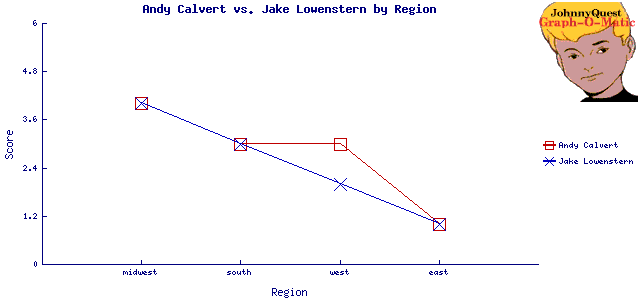 Andy Calvert vs. Jake Lowenstern by Region
JohnnyQuest
Graph-O-Matic
6
4.8
3.6
2.4
1.2
0
Score
midwest south west east
Region
Andy Calvert
Jake Lowenstern